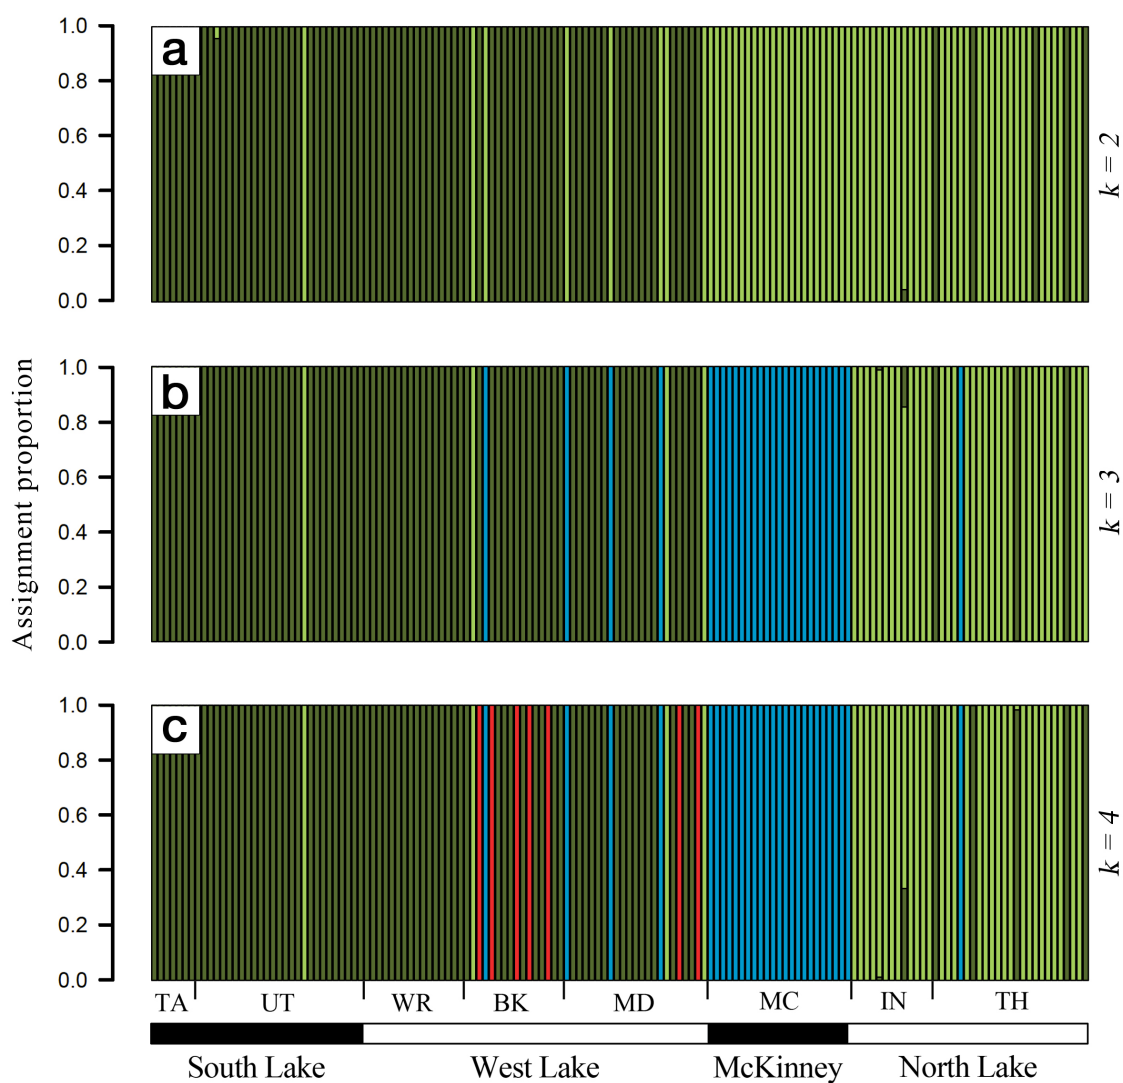 a
1.0
0.8
0.6
0.4
0.2
0.0
k = 2
b
1.0
0.8
0.6
0.4
0.2
0.0
k = 3
Assignment proportion
c
1.0
0.8
0.6
0.4
0.2
0.0
k = 4
TA UT WR BK MD MC IN TH
South Lake West Lake McKinney North Lake